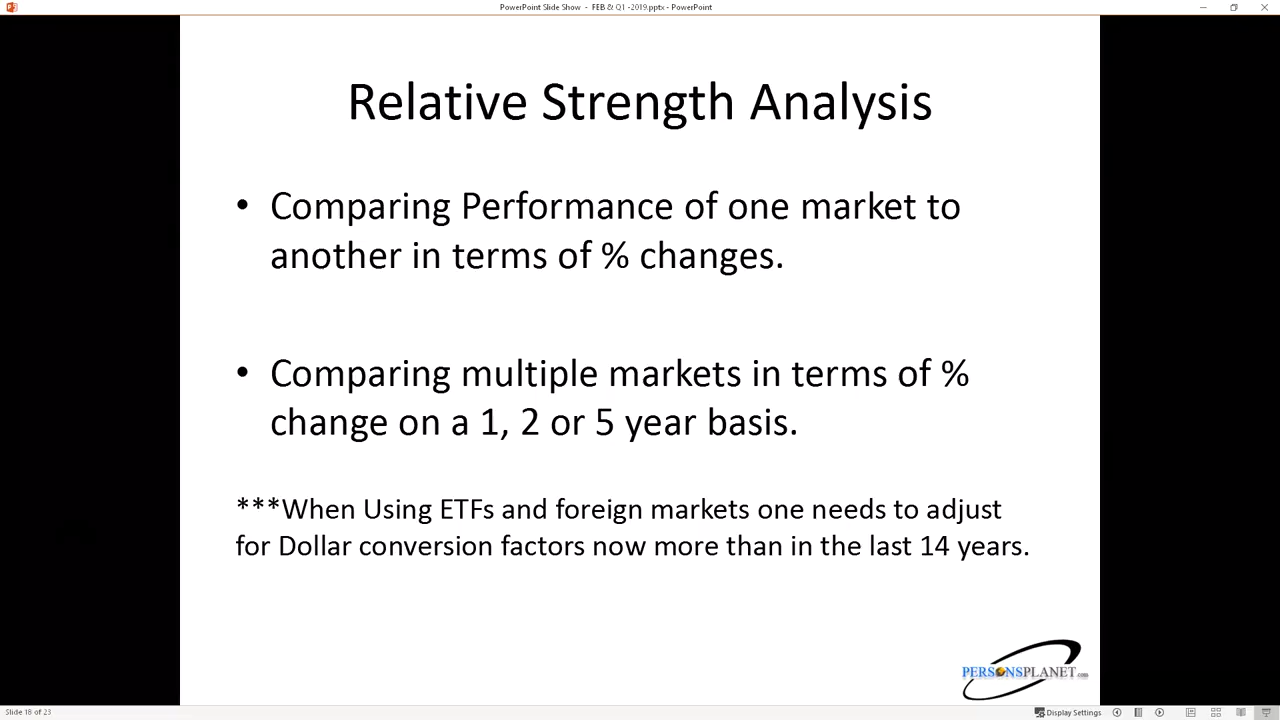 PowerPoint Slide Show - FEB & Q1 -2019.pptx - PowerPoint
Relative Strength Analysis
• Comparing Performance of one market to
another in terms of % changes.
• Comparing multiple markets in terms of %
change on a 1, 2 or 5 year basis.
***When Using ETFs and foreign markets one needs to adjust
for Dollar conversion factors now more than in the last 14 years.
PERSONSPLANET.com
Slide 18 of 23
Display Settings